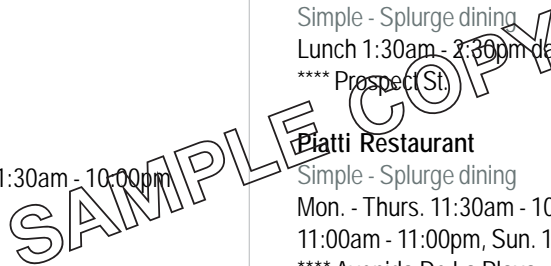 1:30am - 10:00pm
Simple - Splurge dining
Lunch 1:30am - 2:30pm da
**** Prospect St.
Piatti Restaurant
Simple - Splurge dining
Mon. - Thurs. 11:30am - 10
11:00am - 11:00pm, Sun. 1
SAMPLE COPY